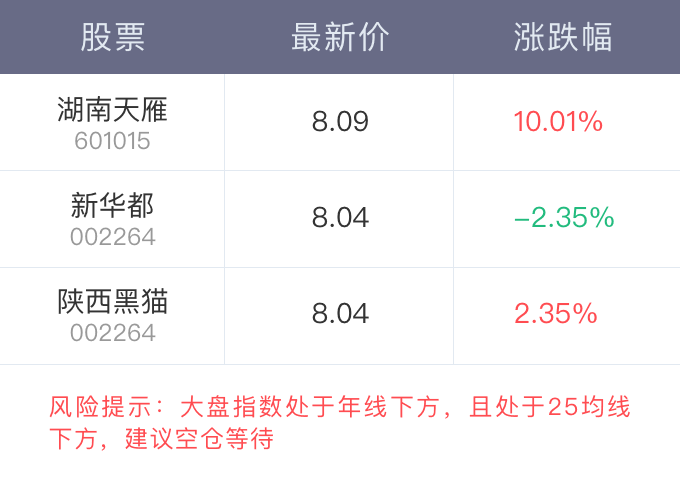 股票 最新价 涨跌幅
湖南天雁 8.09 10.01%
601015
新华都 8.04 -2.35%
002264
陕西黑猫 8.04 2.35%
002264
风险提示：大盘指数处于年线下方，且处于25均线
下方，建议空仓等待